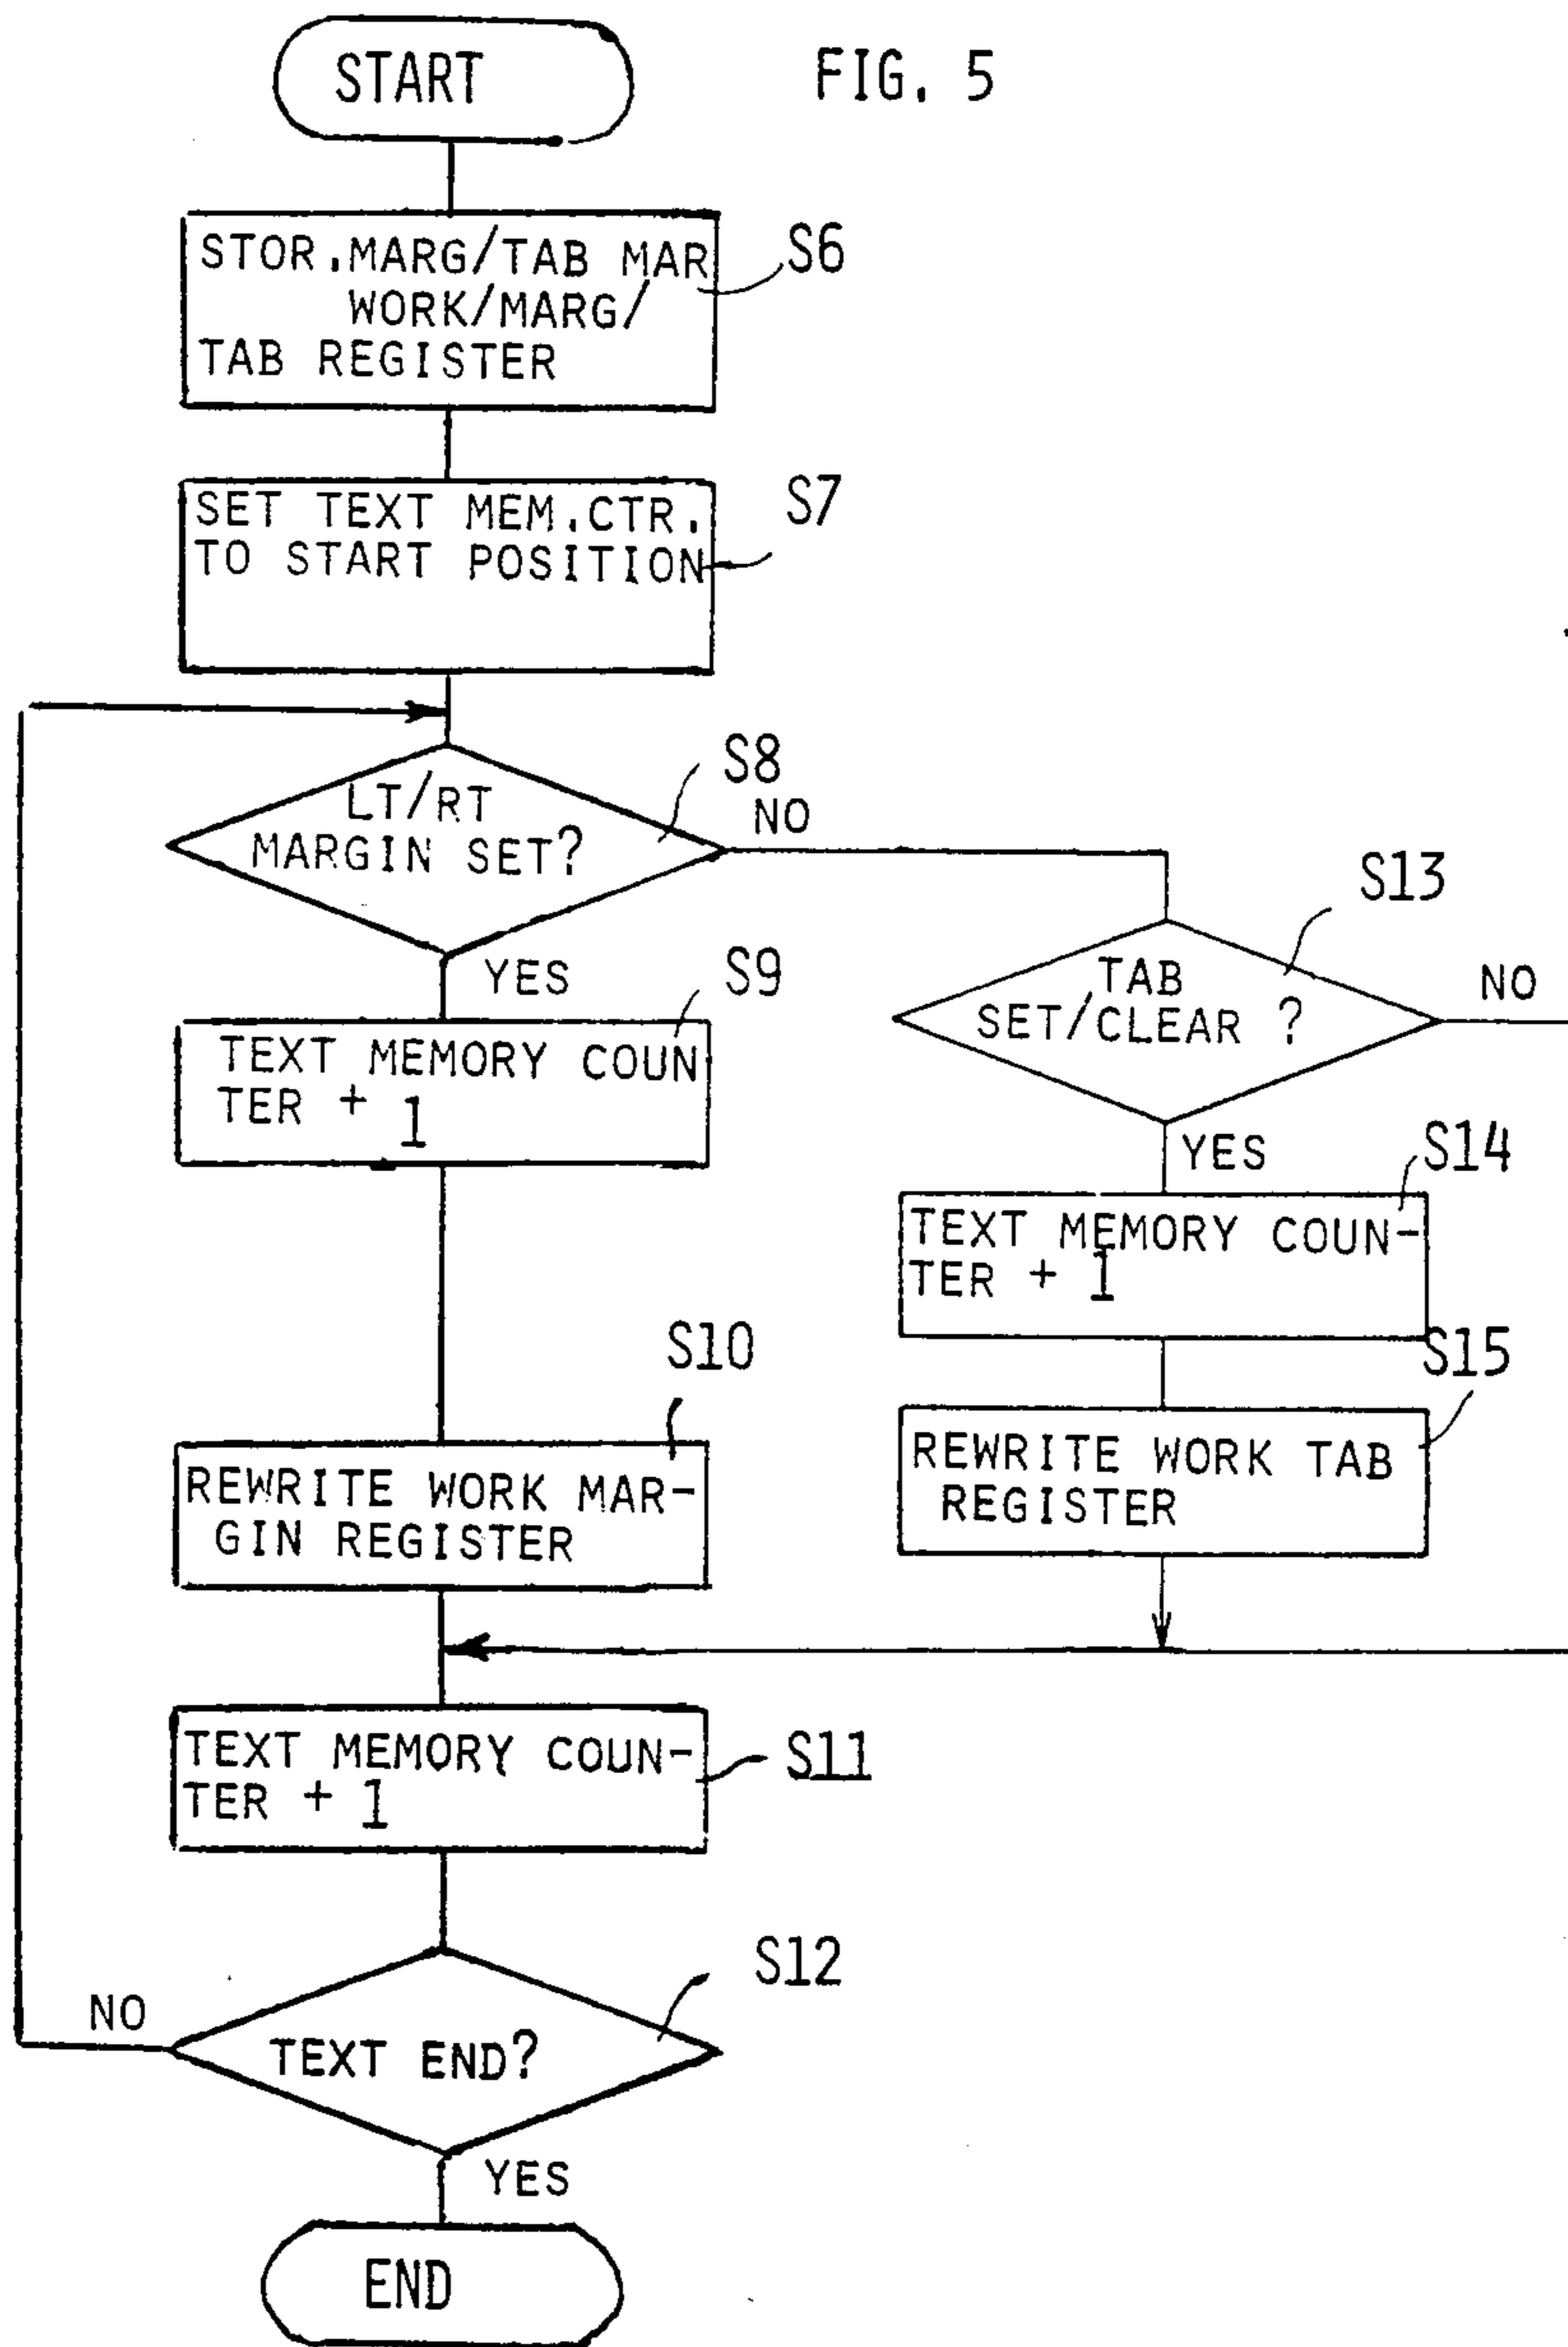 START
FIG. 5
STOR.MARG/TAB MAR
WORK/MARG/
TAB REGISTER
S6
SET TEXT MEM.CTR.
TO START POSITION
S7
LT/RT
MARGIN SET?
S8
NO
YES
S9
TEXT MEMORY COUN
TER + 1
S13
TAB
SET/CLEAR ?
NO
YES
S14
TEXT MEMORY COUN-
TER + 1
S10
REWRITE WORK MAR-
GIN REGISTER
S15
REWRITE WORK TAB
REGISTER
TEXT MEMORY COUN-
TER + 1
S11
S12
NO
TEXT END?
YES
END